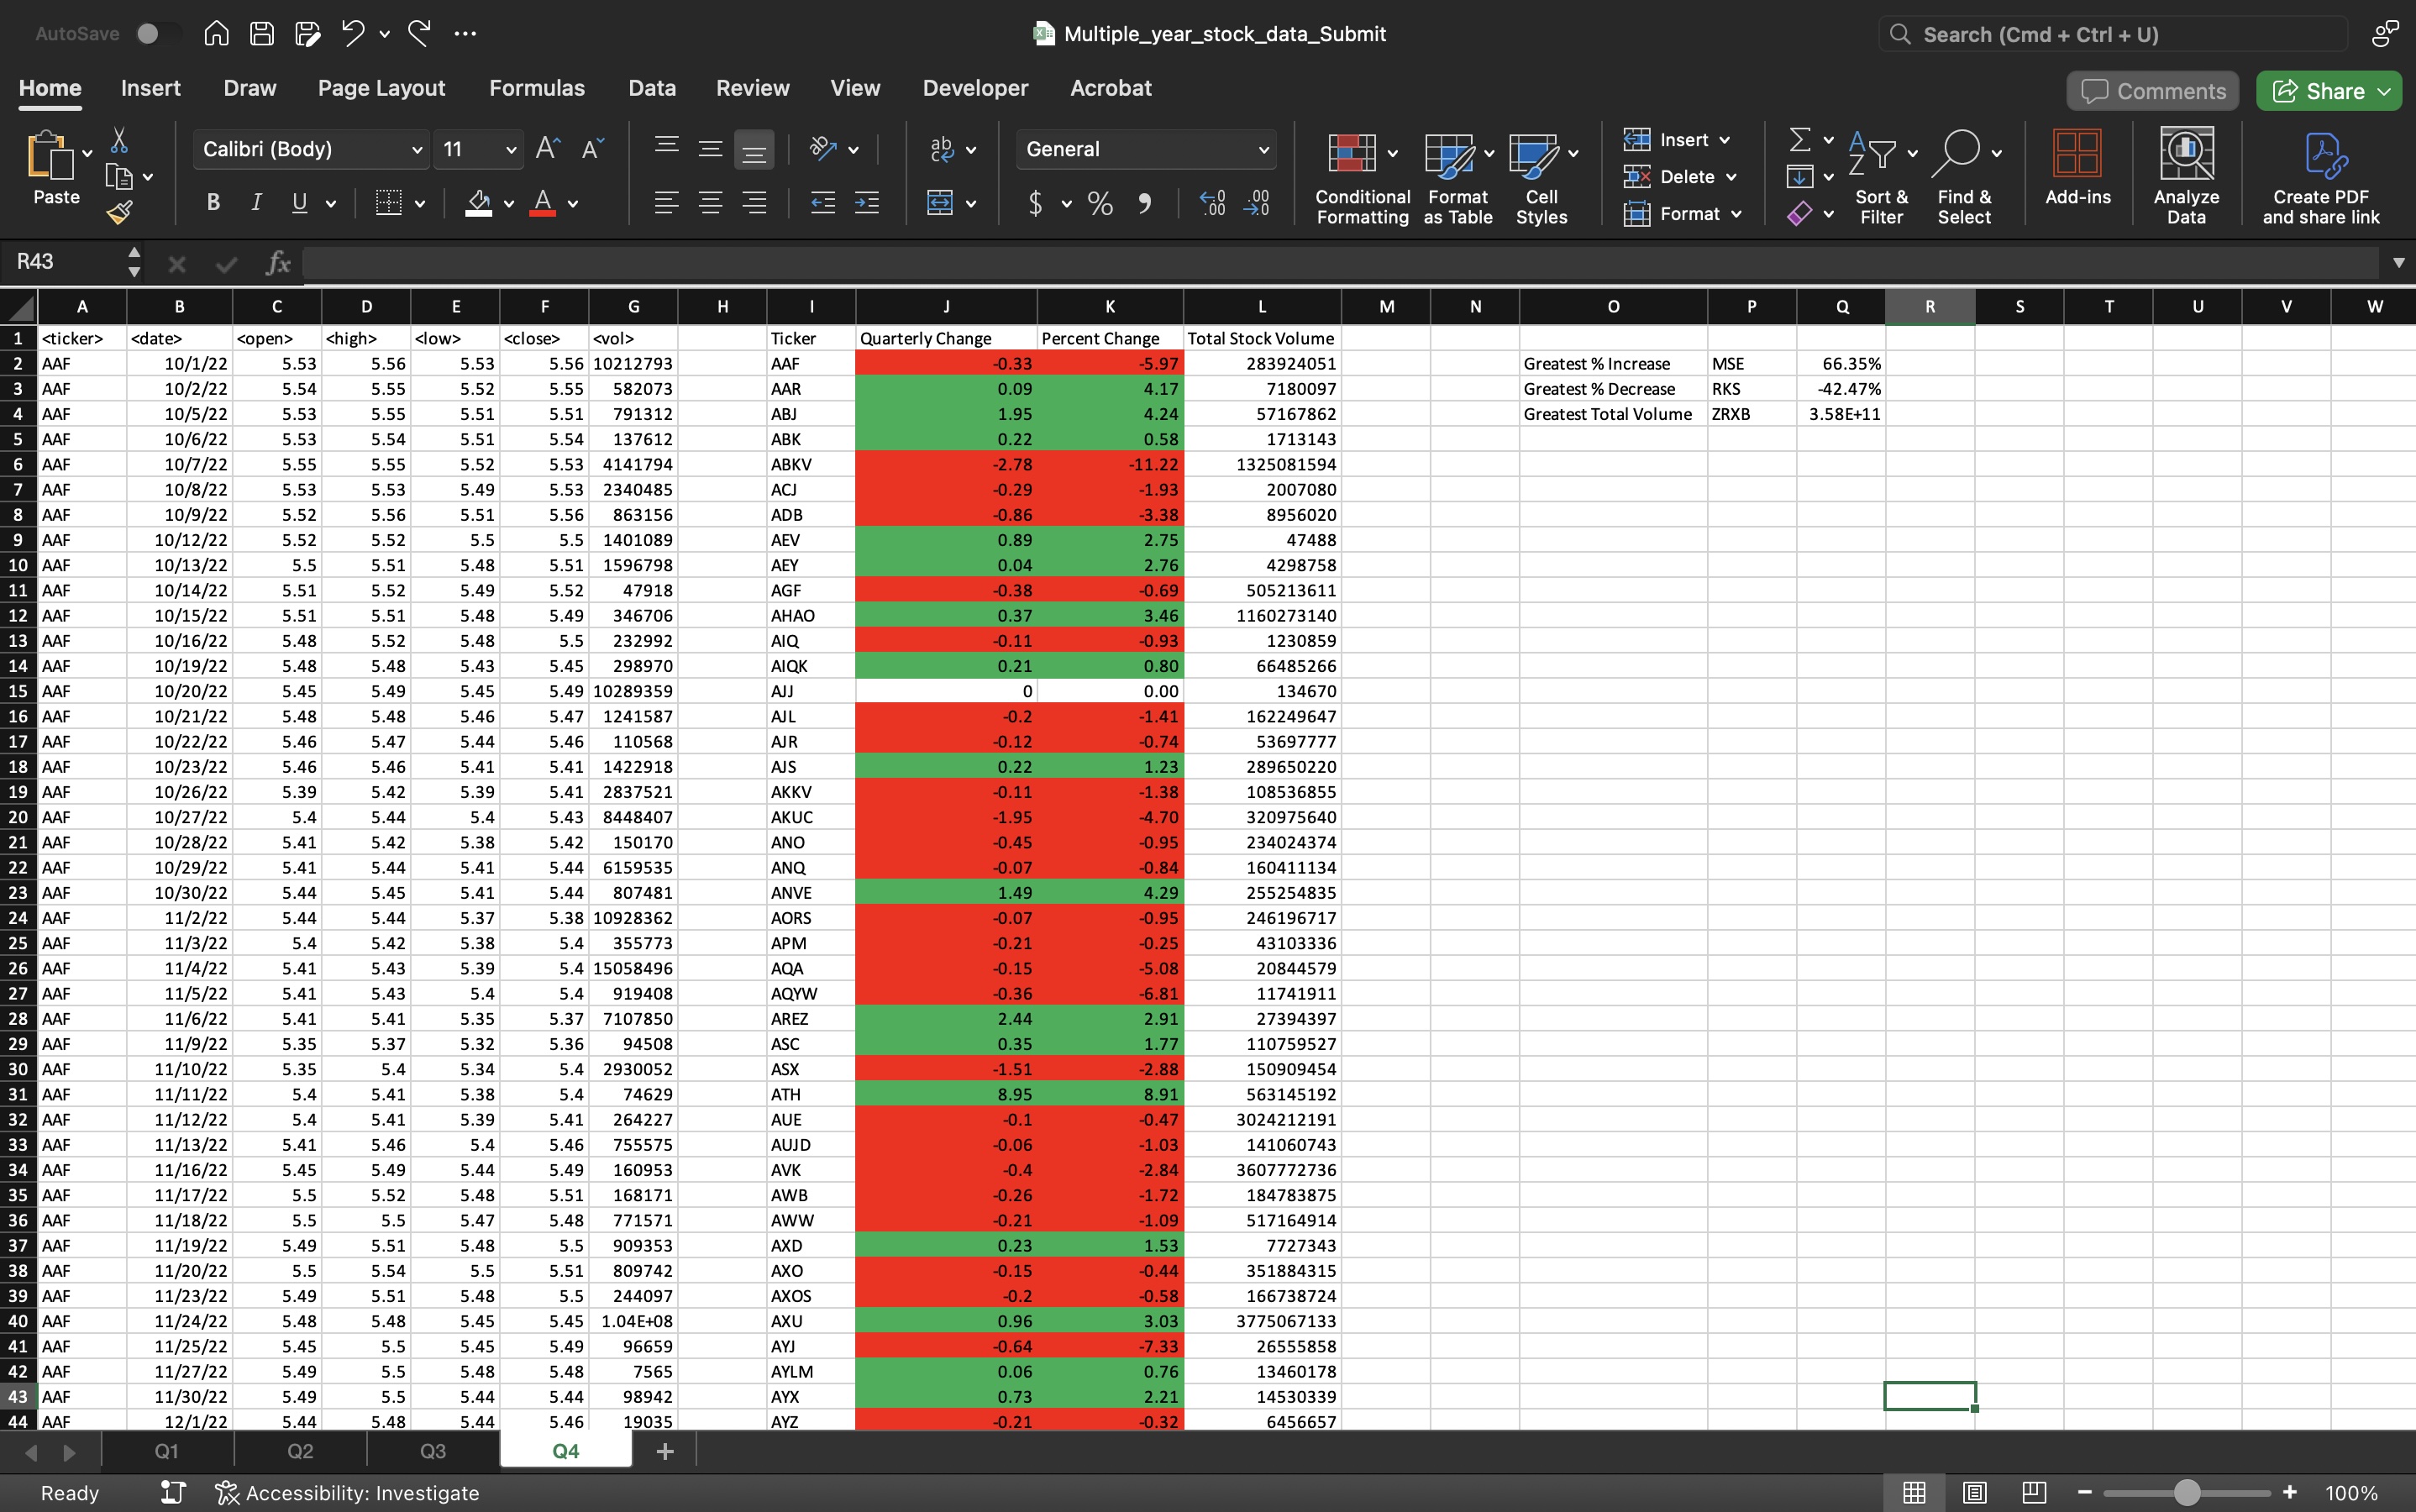 AutoSave
Multiple_year_stock_data_Submit
Search (Cmd + Ctrl + U)
Home Insert Draw Page Layout Formulas Data Review View Developer Acrobat
Comments Share
Paste
Calibri (Body) 11
B I U
General
$ % 9
Conditional Formatting
Format as Table
Cell Styles
Insert
Delete
Format
Sort & Filter
Find & Select
Add-ins
Analyze Data
Create PDF and share link
R43 fx
A B C D E F G H I J K L M N O P Q R S T U V W
1 <ticker> <date> <open> <high> <low> <close> <vol> Ticker Quarterly Change Percent Change Total Stock Volume
2 AAF 10/1/22 5.53 5.56 5.53 5.56 10212793 AAF -0.33 -5.97 283924051 Greatest % Increase MSE 66.35%
3 AAF 10/2/22 5.54 5.55 5.52 5.55 582073 AAR 0.09 4.17 7180097 Greatest % Decrease RKS -42.47%
4 AAF 10/5/22 5.53 5.55 5.51 5.51 791312 ABJ 1.95 4.24 57167862 Greatest Total Volume ZRXB 3.58E+11
5 AAF 10/6/22 5.53 5.54 5.51 5.54 137612 ABK 0.22 0.58 1713143
6 AAF 10/7/22 5.55 5.55 5.52 5.53 4141794 ABKV -2.78 -11.22 1325081594
7 AAF 10/8/22 5.53 5.53 5.49 5.53 2340485 ACJ -0.29 -1.93 2007080
8 AAF 10/9/22 5.52 5.56 5.51 5.56 863156 ADB -0.86 -3.38 8956020
9 AAF 10/12/22 5.52 5.52 5.5 5.5 1401089 AEV 0.89 2.75 47488
10 AAF 10/13/22 5.5 5.51 5.48 5.51 1596798 AEY 0.04 2.76 4298758
11 AAF 10/14/22 5.51 5.52 5.49 5.52 47918 AGF -0.38 -0.69 505213611
12 AAF 10/15/22 5.51 5.51 5.48 5.49 346706 AHAO 0.37 3.46 1160273140
13 AAF 10/16/22 5.48 5.52 5.48 5.5 232992 AIQ -0.11 -0.93 1230859
14 AAF 10/19/22 5.48 5.48 5.43 5.45 298970 AIQK 0.21 0.80 66485266
15 AAF 10/20/22 5.45 5.49 5.45 5.49 10289359 AJJ 0 0.00 134670
16 AAF 10/21/22 5.48 5.48 5.46 5.47 1241587 AJL -0.2 -1.41 162249647
17 AAF 10/22/22 5.46 5.47 5.44 5.46 110568 AJR -0.12 -0.74 53697777
18 AAF 10/23/22 5.46 5.46 5.41 5.41 1422918 AJS 0.22 1.23 289650220
19 AAF 10/26/22 5.39 5.42 5.39 5.41 2837521 AKKV -0.11 -1.38 108536855
20 AAF 10/27/22 5.4 5.44 5.4 5.43 8448407 AKUC -1.95 -4.70 320975640
21 AAF 10/28/22 5.41 5.42 5.38 5.42 150170 ANO -0.45 -0.95 234024374
22 AAF 10/29/22 5.41 5.44 5.41 5.44 6159535 ANQ -0.07 -0.84 160411134
23 AAF 10/30/22 5.44 5.45 5.41 5.44 807481 ANVE 1.49 4.29 255254835
24 AAF 11/2/22 5.44 5.44 5.37 5.38 10928362 AORS -0.07 -0.95 246196717
25 AAF 11/3/22 5.4 5.42 5.38 5.4 355773 APM -0.21 -0.25 43103336
26 AAF 11/4/22 5.41 5.43 5.39 5.4 15058496 AQA -0.15 -5.08 20844579
27 AAF 11/5/22 5.41 5.43 5.4 5.4 919408 AQYW -0.36 -6.81 11741911
28 AAF 11/6/22 5.41 5.41 5.35 5.37 7107850 AREZ 2.44 2.91 27394397
29 AAF 11/9/22 5.35 5.37 5.32 5.36 94508 ASC 0.35 1.77 110759527
30 AAF 11/10/22 5.35 5.4 5.34 5.4 2930052 ASX -1.51 -2.88 150909454
31 AAF 11/11/22 5.4 5.41 5.38 5.4 74629 ATH 8.95 8.91 563145192
32 AAF 11/12/22 5.4 5.41 5.39 5.41 264227 AUE -0.1 -0.47 3024212191
33 AAF 11/13/22 5.41 5.46 5.4 5.46 755575 AUJD -0.06 -1.03 141060743
34 AAF 11/16/22 5.45 5.49 5.44 5.49 160953 AVK -0.4 -2.84 3607772736
35 AAF 11/17/22 5.5 5.52 5.48 5.51 168171 AWB -0.26 -1.72 184783875
36 AAF 11/18/22 5.5 5.5 5.47 5.48 771571 AWW -0.21 -1.09 517164914
37 AAF 11/19/22 5.49 5.51 5.48 5.5 909353 AXD 0.23 1.53 7727343
38 AAF 11/20/22 5.5 5.54 5.5 5.51 809742 AXO -0.15 -0.44 351884315
39 AAF 11/23/22 5.49 5.51 5.48 5.5 244097 AXOS -0.2 -0.58 166738724
40 AAF 11/24/22 5.48 5.48 5.45 5.45 1.04E+08 AXU 0.96 3.03 3775067133
41 AAF 11/25/22 5.45 5.5 5.45 5.49 96659 AYJ -0.64 -7.33 26555858
42 AAF 11/27/22 5.49 5.5 5.48 5.48 7565 AYLM 0.06 0.76 13460178
43 AAF 11/30/22 5.49 5.5 5.44 5.44 98942 AYX 0.73 2.21 14530339
44 AAF 12/1/22 5.44 5.48 5.44 5.46 19035 AYZ -0.21 -0.32 6456657
Q1 Q2 Q3 Q4 +
Ready Accessibility: Investigate 100%